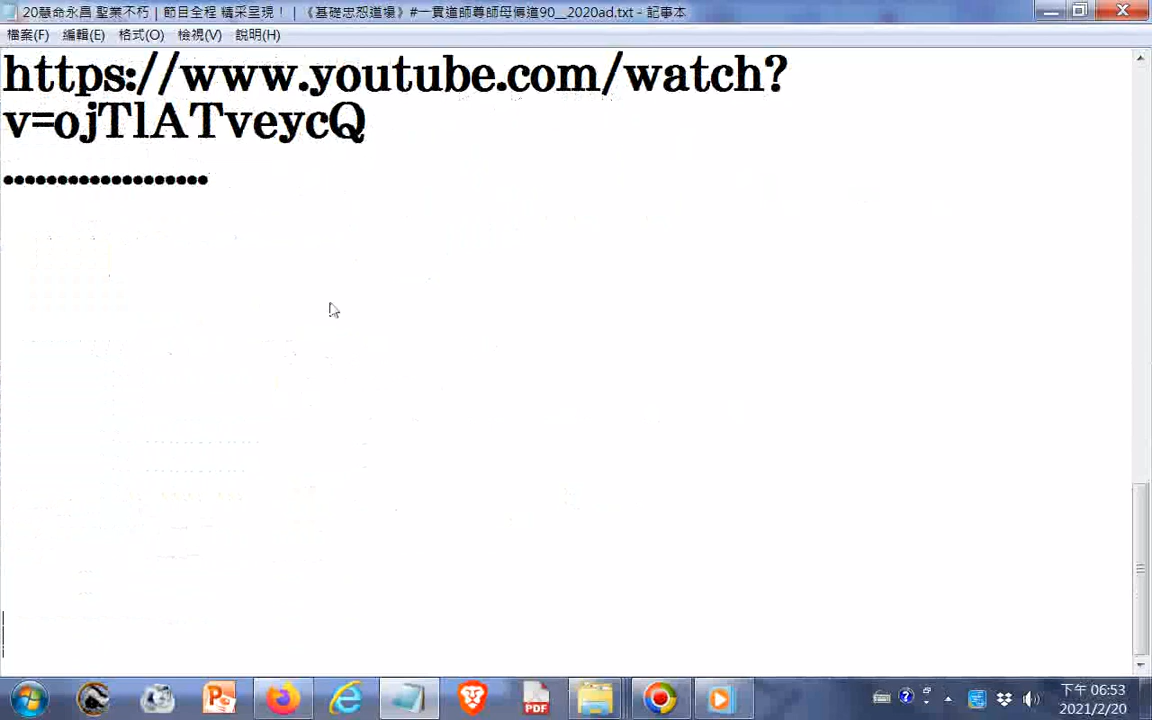 20慧命永昌 聖業不朽 | 節目全程 精采呈現！ | 《基礎忠恕道場》#一貫道師尊師母傳道90__2020ad.txt - 記事本
檔案(F) 編輯(E) 格式(O) 檢視(V) 說明(H)
https://www.youtube.com/watch?
v=ojTlATveycQ
•••••••••••••••••••
PDF
下午 06:53
2021/2/20